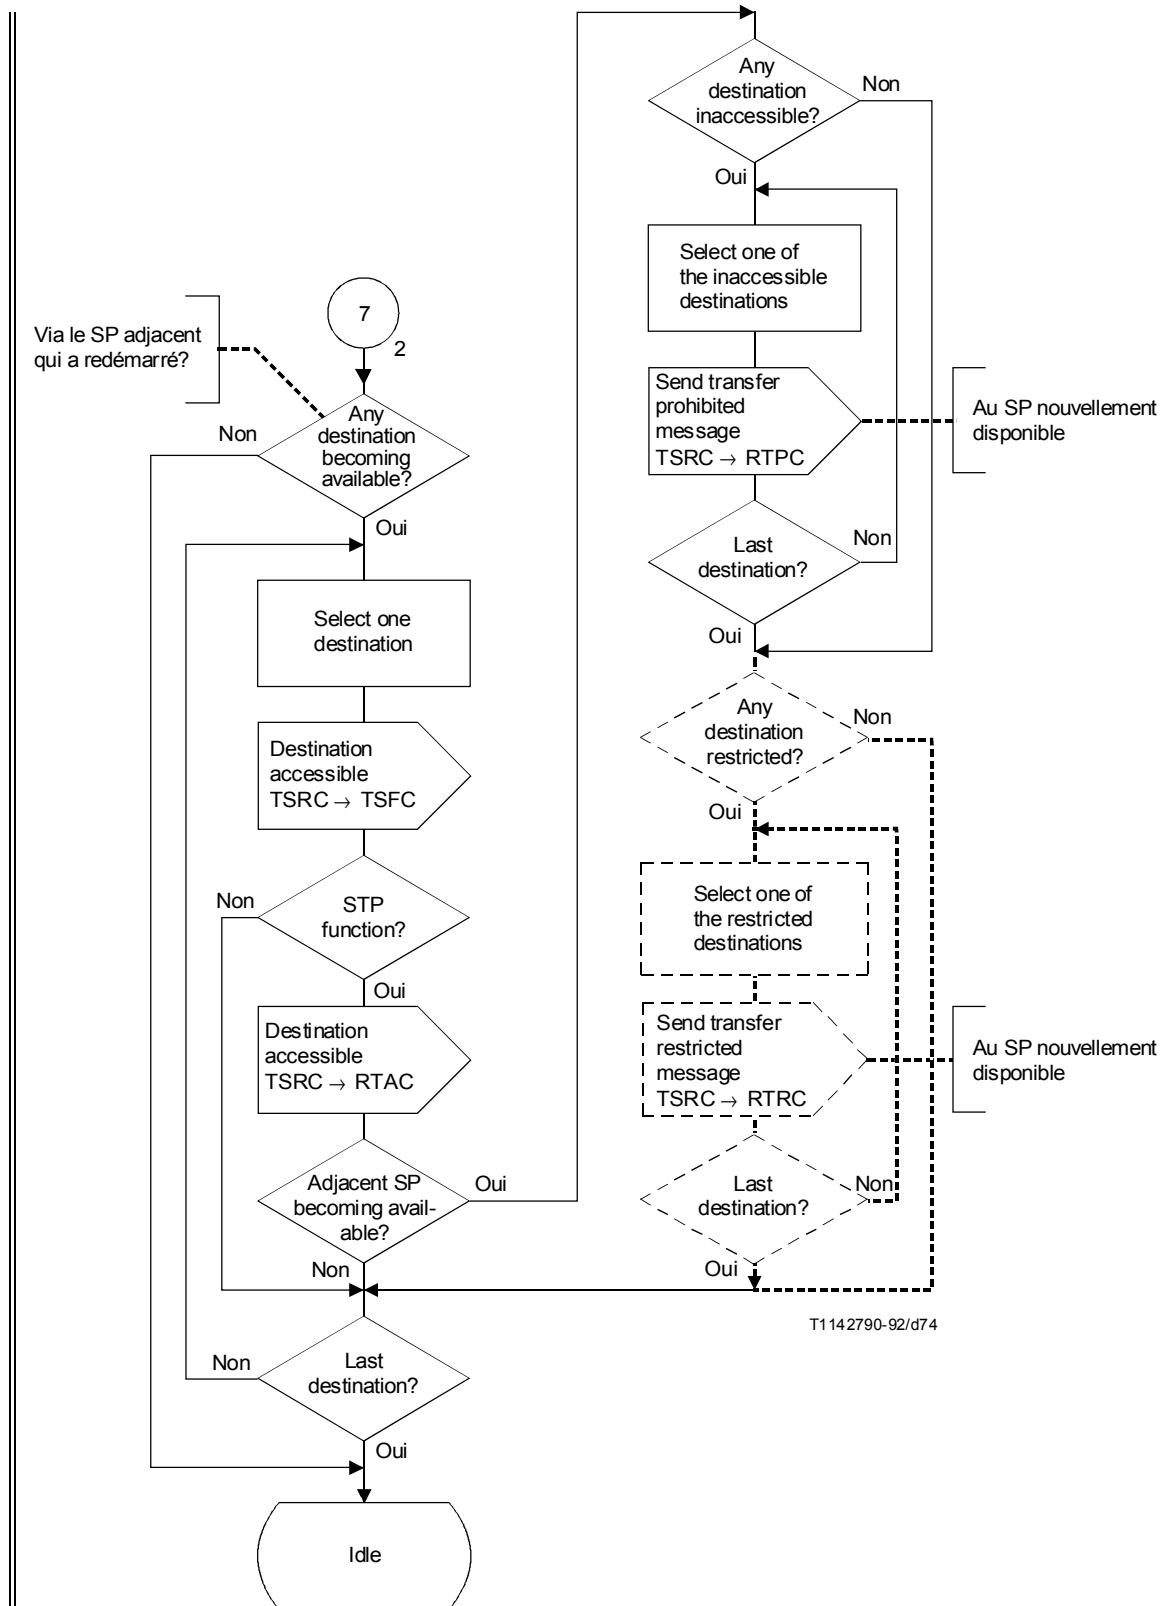 Via le SP adjacent
qui a redémarré?
7
2
Any
destination
becoming
available?
Non
Oui
Select one
destination
Destination
accessible
TSRC → TSFC
STP
function?
Non
Oui
Destination
accessible
TSRC → RTAC
Adjacent SP
becoming avail-
able?
Oui
Non
Last
destination?
Non
Oui
Idle
Any
destination
inaccessible?
Non
Oui
Select one of
the inaccessible
destinations
Send transfer
prohibited
message
TSRC → RTPC
Au SP nouvellement
disponible
Last
destination?
Non
Oui
Any
destination
restricted?
Non
Oui
Select one of
the restricted
destinations
Send transfer
restricted
message
TSRC → RTRC
Au SP nouvellement
disponible
Last
destination?
Non
Oui
T1142790-92/d74